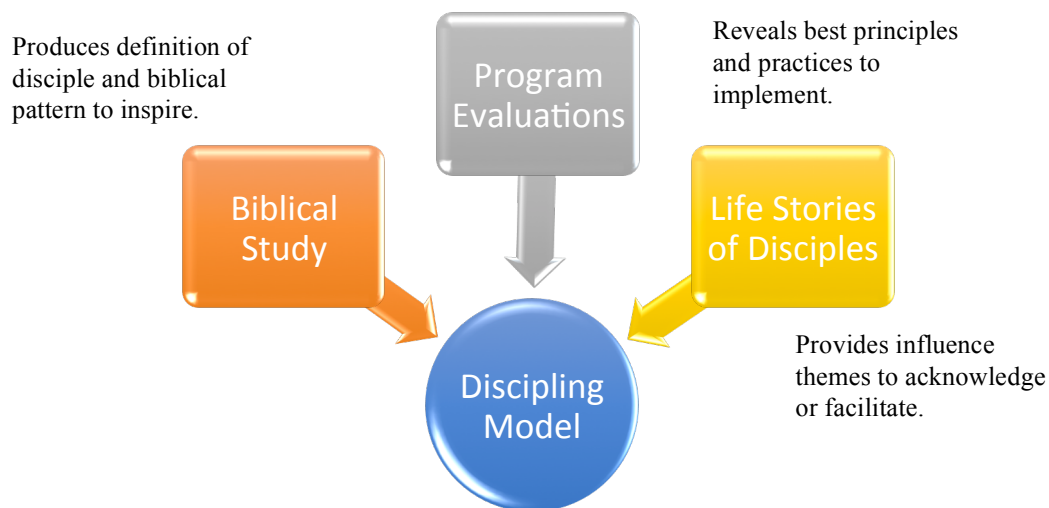 Produces definition of
disciple and biblical
pattern to inspire.
Program
Evaluations
Reveals best principles
and practices to
implement.
Biblical
Study
Life Stories
of Disciples
Provides influence
themes to acknowledge
or facilitate.
Discipling
Model